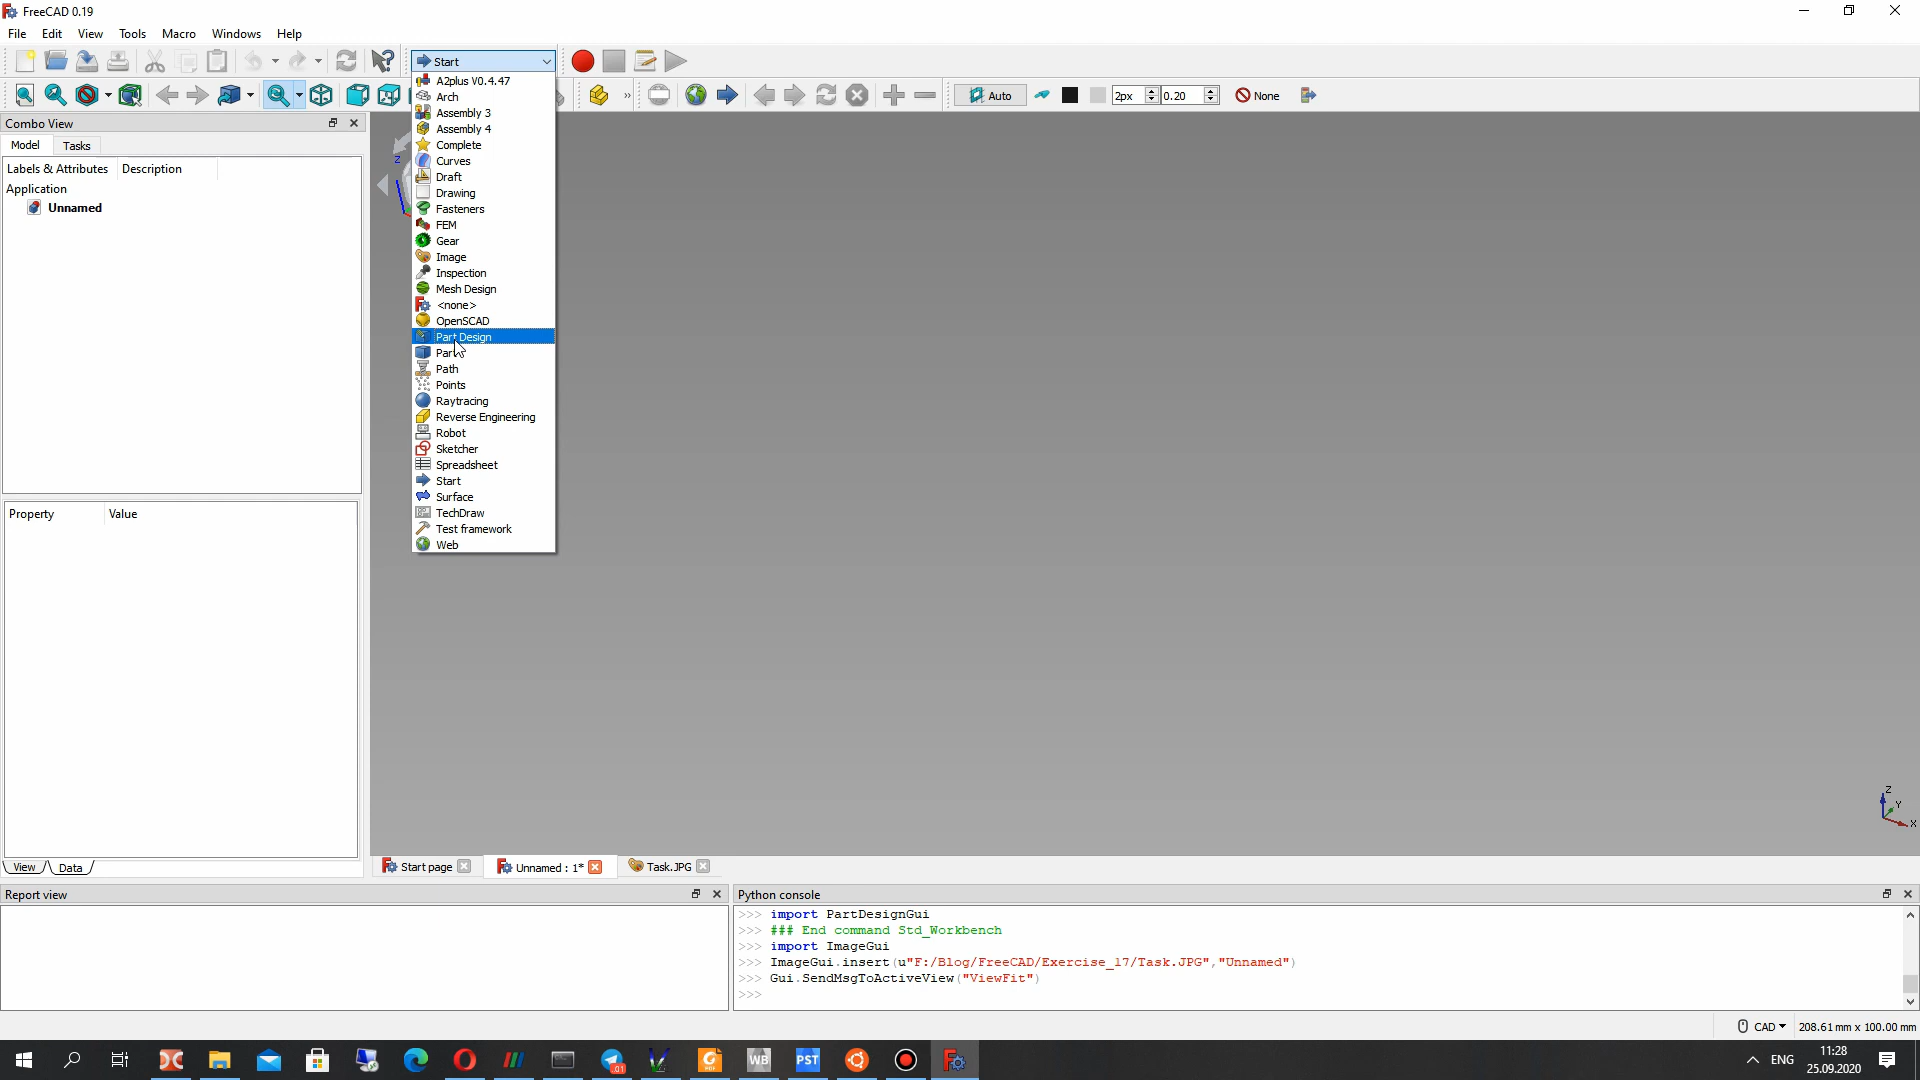 FreeCAD 0.19
File Edit View Tools Macro Windows Help
Start
A2plus V0.4.47
Arch
Assembly 3
Assembly 4
Complete
Curves
Draft
Drawing
Fasteners
FEM
Gear
Image
Inspection
Mesh Design
<none>
OpenSCAD
Part Design
Part
Path
Points
Raytracing
Reverse Engineering
Robot
Sketcher
Spreadsheet
Start
Surface
TechDraw
Test framework
Web
Auto 2px 0.20 None
Combo View
Model Tasks
Labels & Attributes Description
Application
Unnamed
Property Value
View Data
Z
Z
Y
X
Start page Unnamed : 1* Task.JPG
Report view
Python console
>>> import PartDesignGui
>>> ### End command Std_Workbench
>>> import ImageGui
>>> ImageGui.insert(u"F:/Blog/FreeCAD/Exercise_17/Task.JPG","Unnamed")
>>> Gui.SendMsgToActiveView("ViewFit")
>>>
CAD 208.61 mm x 100.00 mm
01
WB
PST
ENG
11:28
25.09.2020